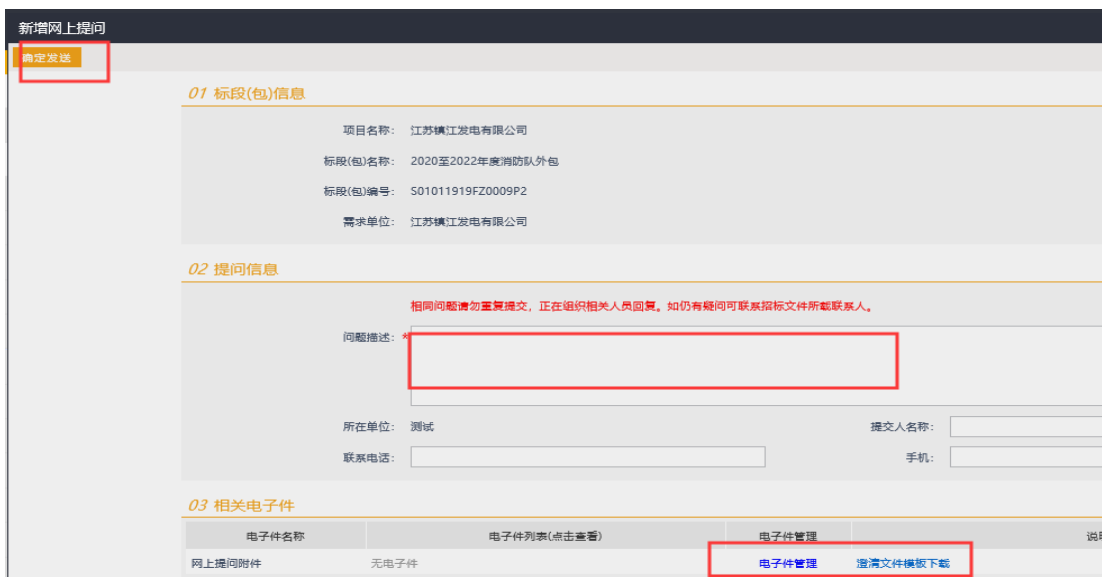 新增网上提问
确定发送
01 标段(包)信息
项目名称: 江苏镇江发电有限公司
标段(包)名称: 2020至2022年度消防队外包
标段(包)编号: S01011919FZ0009P2
需求单位: 江苏镇江发电有限公司
02 提问信息
相同问题请勿重复提交，正在组织相关人员回复。如仍有疑问可联系招标文件所载联系人。
问题描述: *
所在单位: 测试 提交人名称:
联系电话: 手机:
03 相关电子件
电子件名称 电子件列表(点击查看) 电子件管理
网上提问附件 无电子件 电子件管理 澄清文件模板下载